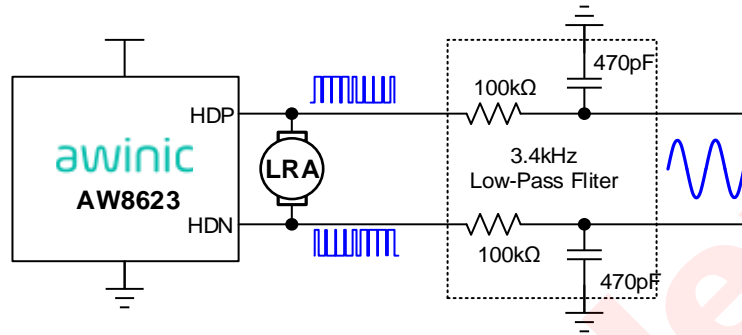 470pF
100kΩ
HDP
awinic
AW8623
LRA
3.4kHz
Low-Pass Fliter
HDN
100kΩ
470pF